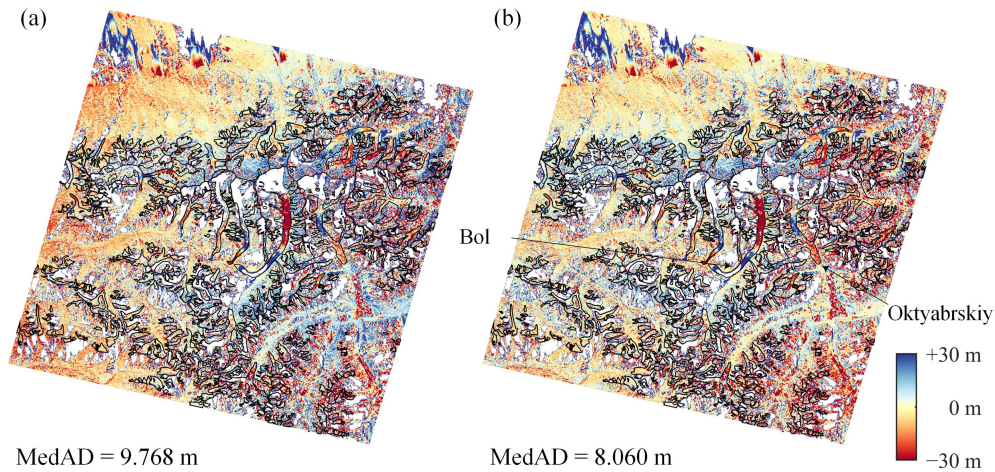 (a)
(b)
Bol
Oktyabrskiy
+30 m
0 m
−30 m
MedAD = 9.768 m
MedAD = 8.060 m